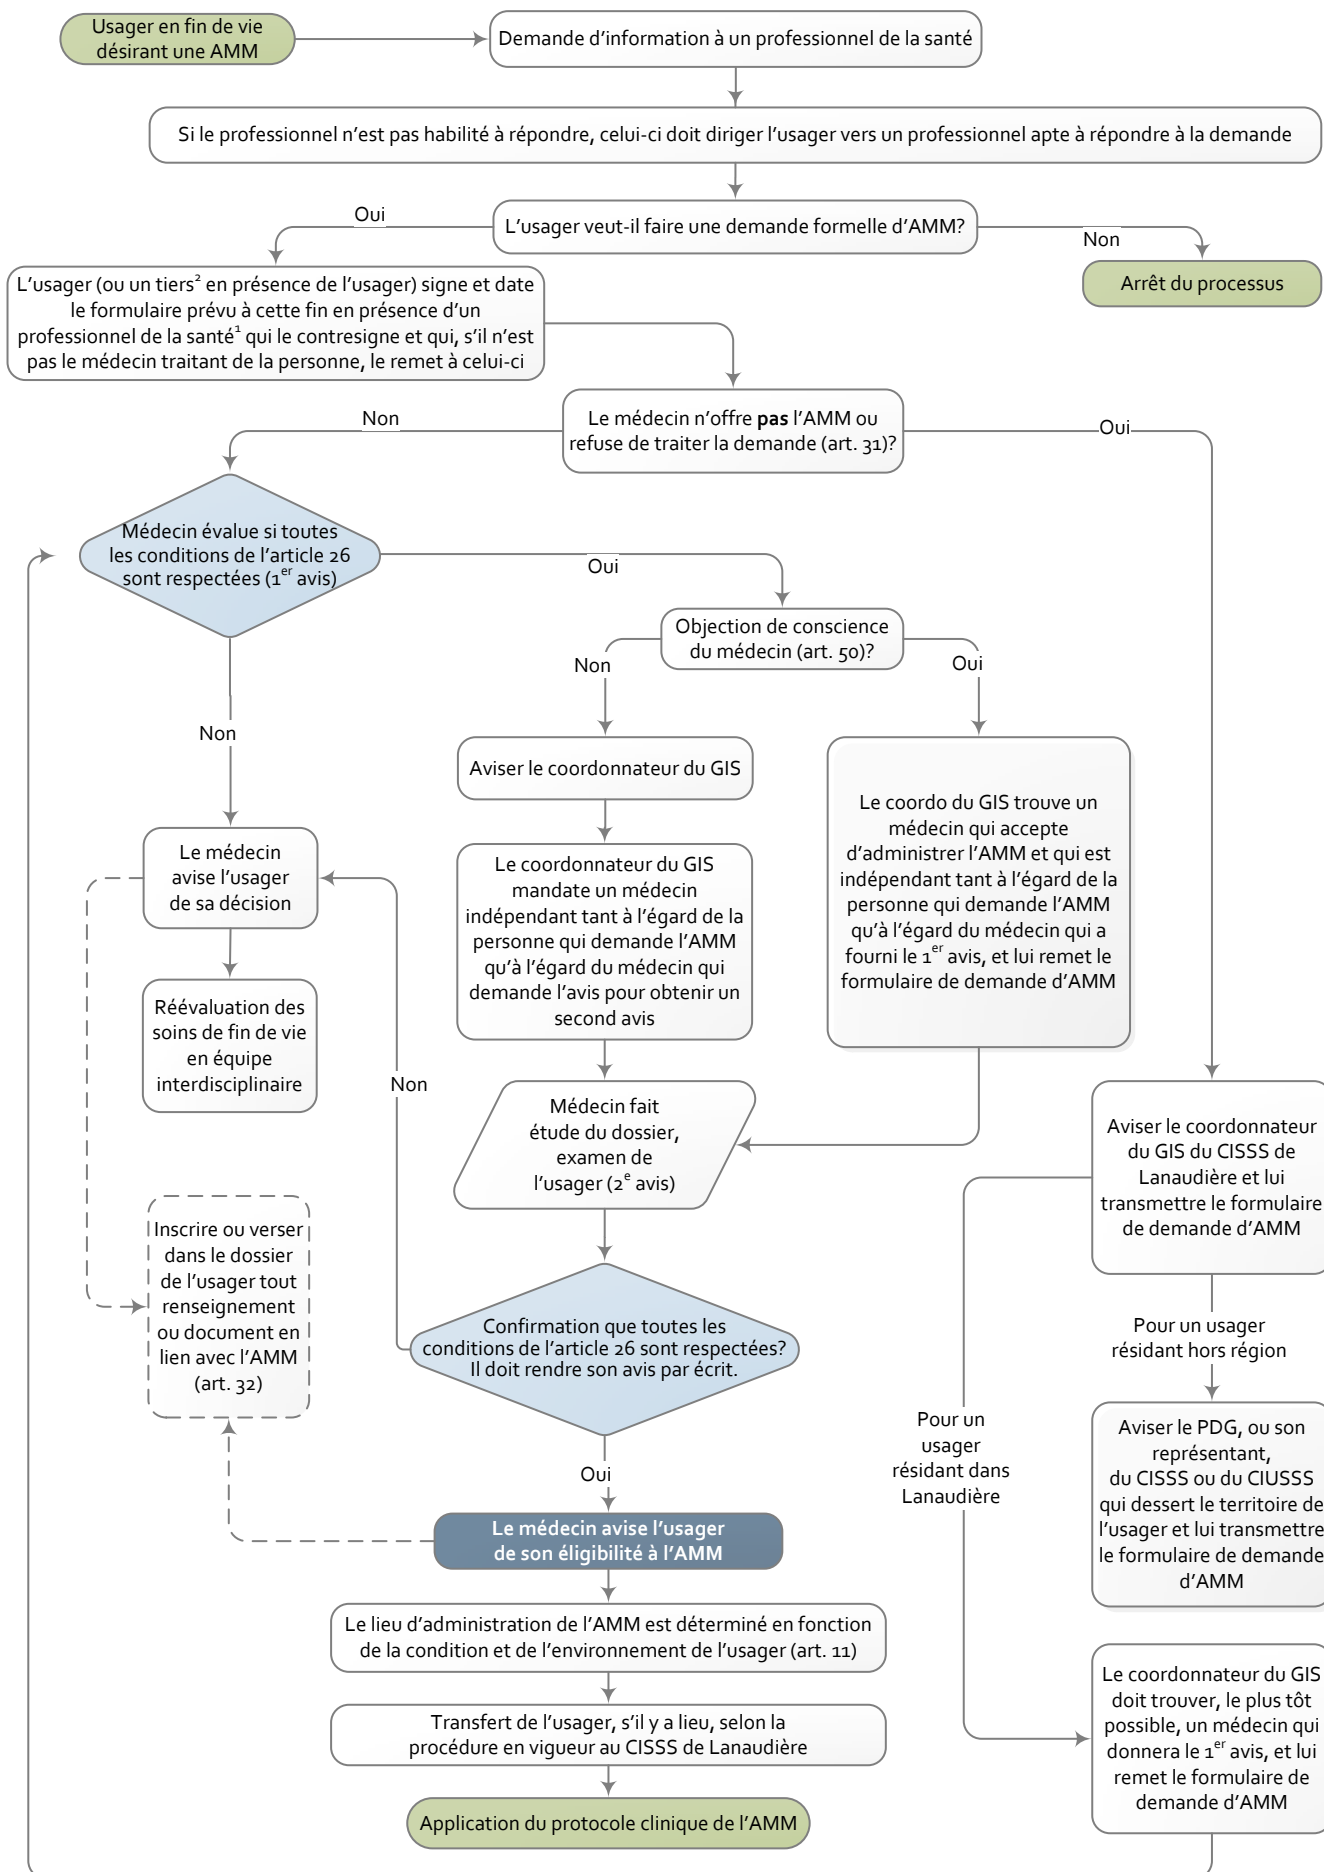 Usager en fin de vie
désirant une AMM
Demande d’information à un professionnel de la santé
Si le professionnel n’est pas habilité à répondre, celui-ci doit diriger l’usager vers un professionnel apte à répondre à la demande
L’usager veut-il faire une demande formelle d’AMM?
Oui
Non
Arrêt du processus
L’usager (ou un tiers² en présence de l’usager) signe et date
le formulaire prévu à cette fin en présence d’un
professionnel de la santé¹ qui le contresigne et qui, s’il n’est
pas le médecin traitant de la personne, le remet à celui-ci
Le médecin n’offre pas l’AMM ou
refuse de traiter la demande (art. 31)?
Non
Oui
Médecin évalue si toutes
les conditions de l’article 26
sont respectées (1er avis)
Oui
Objection de conscience
du médecin (art. 50)?
Non
Oui
Non
Aviser le coordonnateur du GIS
Le coordo du GIS trouve un
médecin qui accepte
d’administrer l’AMM et qui est
indépendant tant à l’égard de la
personne qui demande l’AMM
qu’à l’égard du médecin qui a
fourni le 1er avis, et lui remet le
formulaire de demande d’AMM
Le médecin
avise l’usager
de sa décision
Le coordonnateur du GIS
mandate un médecin
indépendant tant à l’égard de la
personne qui demande l’AMM
qu’à l’égard du médecin qui
demande l’avis pour obtenir un
second avis
Réévaluation des
soins de fin de vie
en équipe
interdisciplinaire
Non
Médecin fait
étude du dossier,
examen de
l’usager (2e avis)
Aviser le coordonnateur
du GIS du CISSS de
Lanaudière et lui
transmettre le formulaire
de demande d’AMM
Inscrire ou verser
dans le dossier
de l’usager tout
renseignement
ou document en
lien avec l’AMM
(art. 32)
Confirmation que toutes les
conditions de l’article 26 sont respectées?
Il doit rendre son avis par écrit.
Pour un usager
résidant hors région
Pour un
usager
résidant dans
Lanaudière
Aviser le PDG, ou son
représentant,
du CISSS ou du CIUSSS
qui dessert le territoire de
l’usager et lui transmettre
le formulaire de demande
d’AMM
Oui
Le médecin avise l’usager
de son éligibilité à l’AMM
Le lieu d’administration de l’AMM est déterminé en fonction
de la condition et de l’environnement de l’usager (art. 11)
Le coordonnateur du GIS
doit trouver, le plus tôt
possible, un médecin qui
donnera le 1er avis, et lui
remet le formulaire de
demande d’AMM
Transfert de l’usager, s’il y a lieu, selon la
procédure en vigueur au CISSS de Lanaudière
Application du protocole clinique de l’AMM